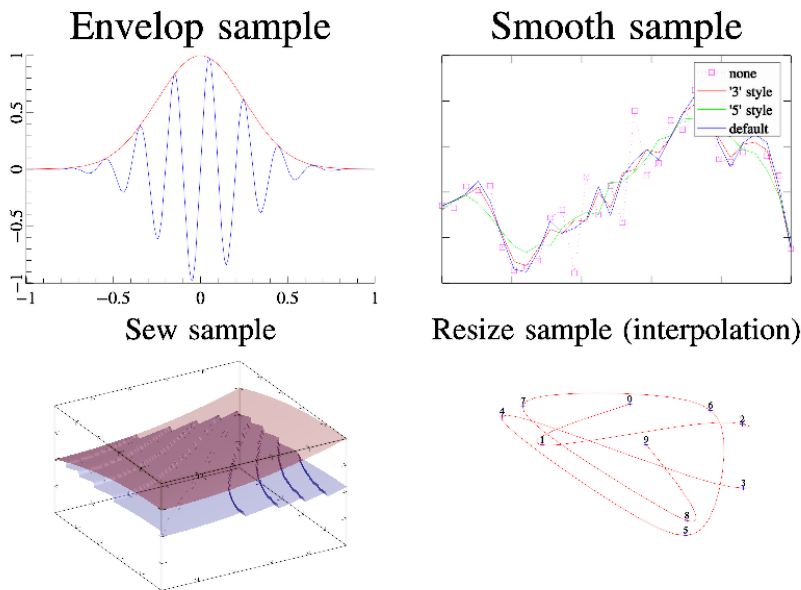 Envelop sample
Smooth sample
1
0.5
0
−0.5
−1
−1
−0.5
0
0.5
1
none
'3' style
'5' style
default
Sew sample
Resize sample (interpolation)
7
0
6
4
2
1
9
3
8
5